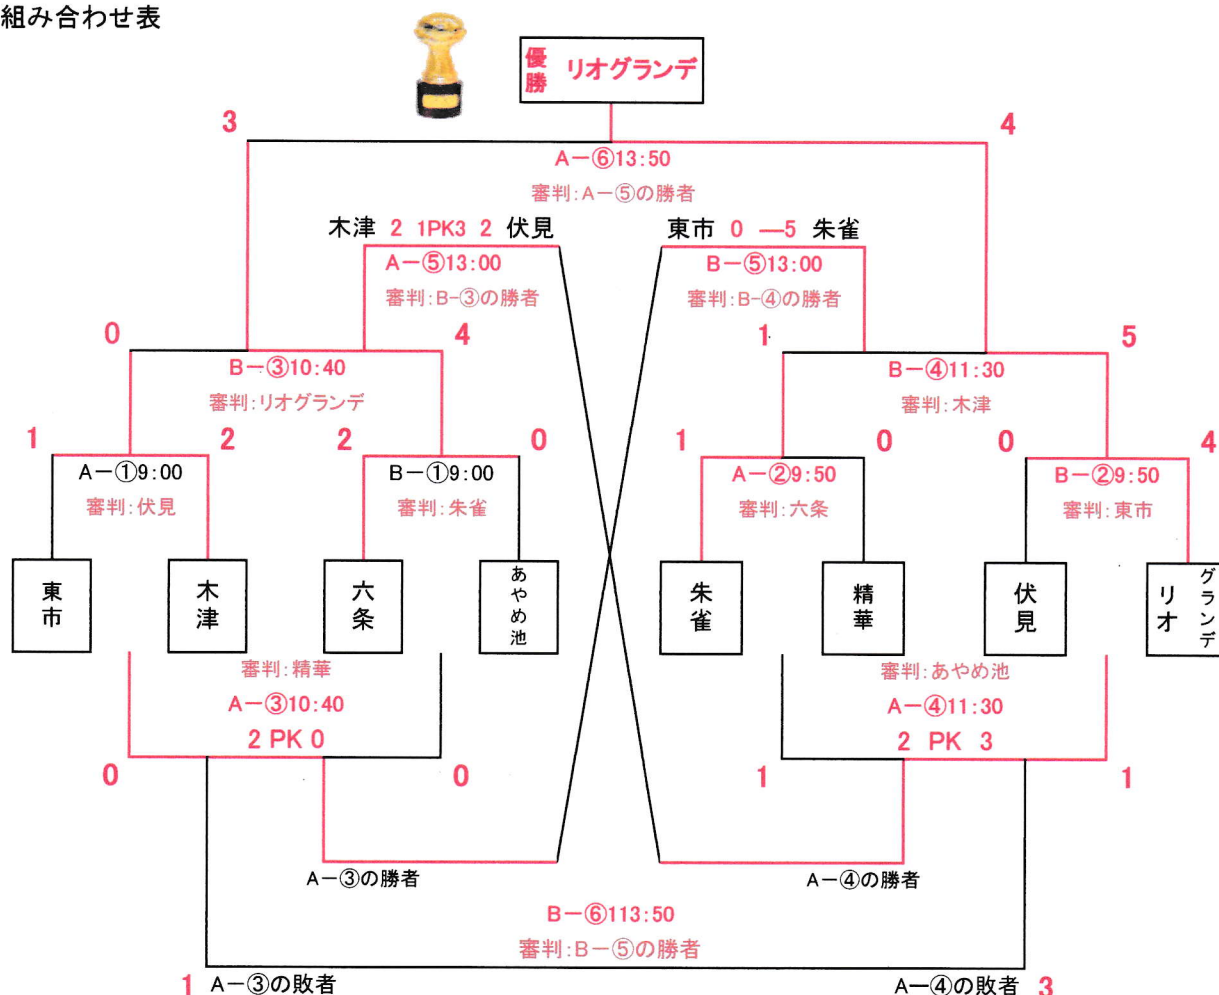 組み合わせ表
優勝 リオグランデ
3 4
A－⑥13:50
審判:A－⑤の勝者
木津 2 1PK3 2 伏見 東市 0 ―5 朱雀
A－⑤13:00 B－⑤13:00
審判:B-③の勝者 審判:B-④の勝者
0 4 1 5
B－③10:40 B－④11:30
審判:リオグランデ 審判:木津
1 2 2 0 1 0 0 4
A－①9:00 B－①9:00 A－②9:50 B－②9:50
審判:伏見 審判:朱雀 審判:六条 審判:東市
東市 木津 六条 あやめ池 朱雀 精華 伏見 リオグランデ
審判:精華 審判:あやめ池
A－③10:40 A－④11:30
2 PK 0 2 PK 3
0 0 1 1
A－③の勝者 A－④の勝者
B－⑥113:50
審判:B－⑤の勝者
1 A－③の敗者 A－④の敗者 3